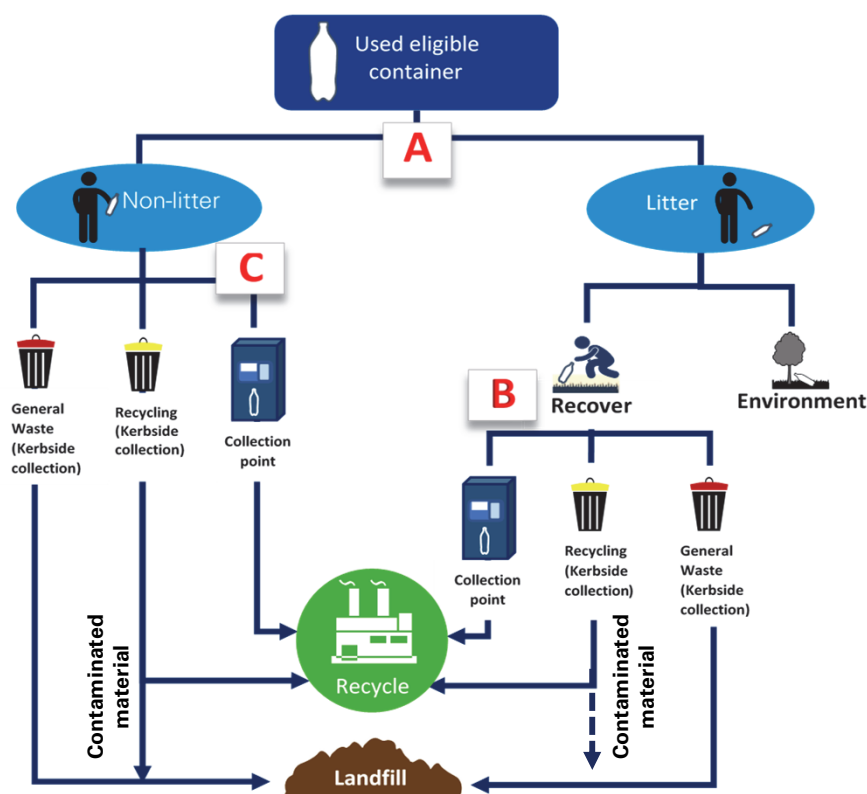 Used eligible
container
A
Non-litter
Litter
C
General
Waste
(Kerbside
collection)
Recycling
(Kerbside
collection)
Collection
point
B
Recover
Environment
Collection
point
Recycling
(Kerbside
collection)
General
Waste
(Kerbside
collection)
Contaminated
material
Recycle
Contaminated
material
Landfill